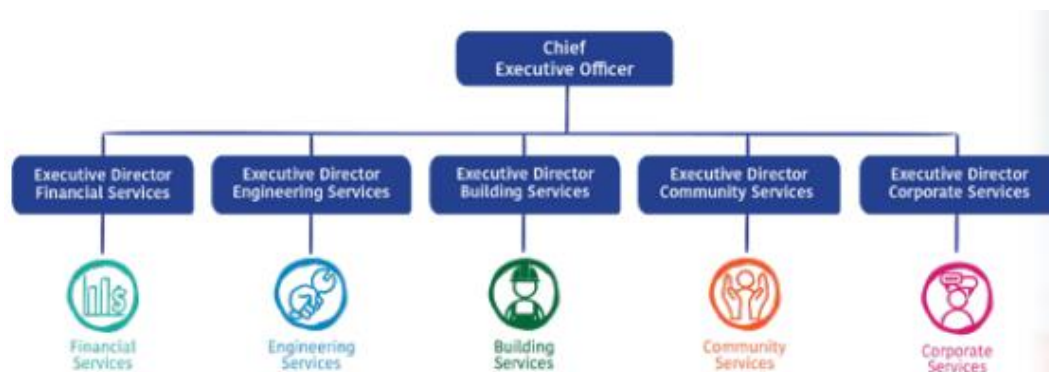 Chief
Executive Officer
Executive Director
Financial Services
Executive Director
Engineering Services
Executive Director
Building Services
Executive Director
Community Services
Executive Director
Corporate Services
$
Financial
Services
Engineering
Services
Building
Services
Community
Services
Corporate
Services